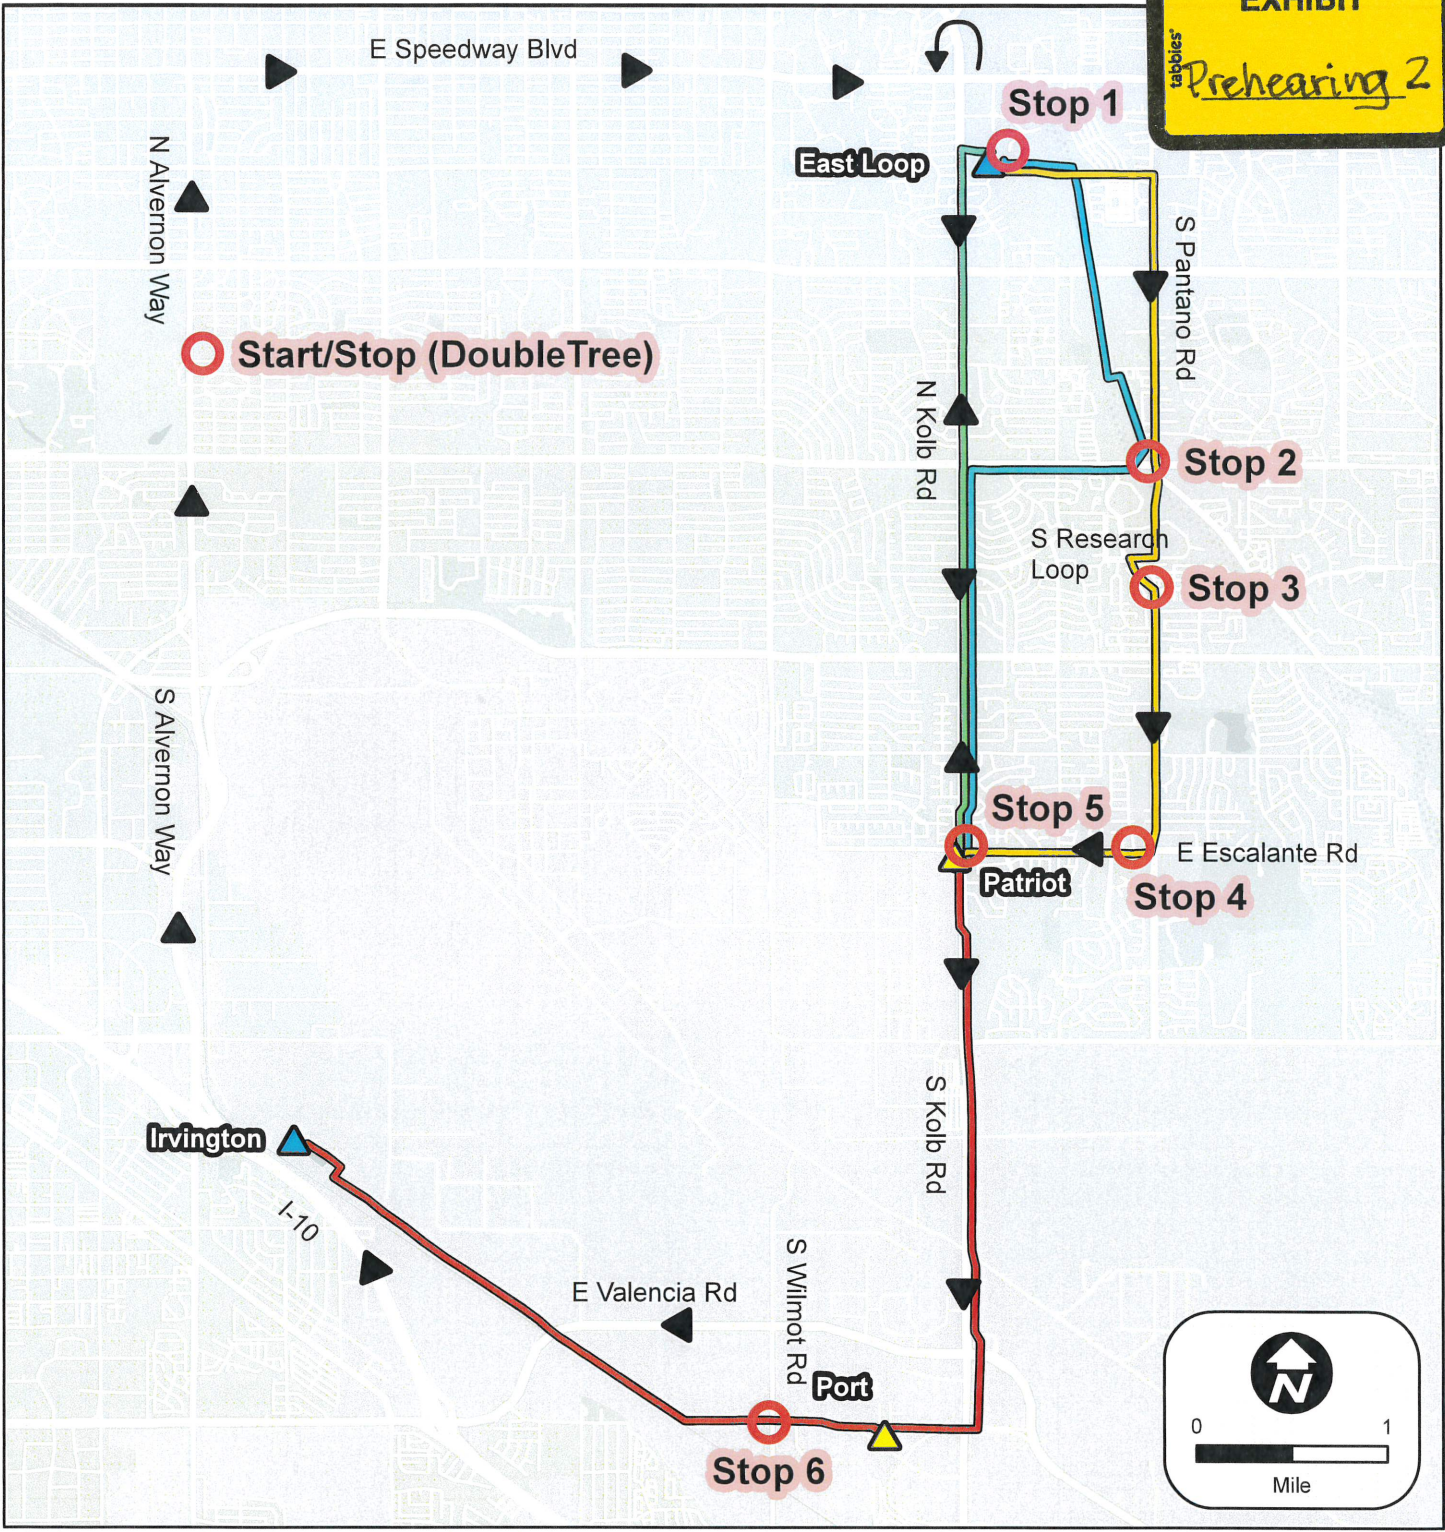 EXHIBIT
tabbies®
Prehearing 2
E Speedway Blvd
Stop 1
East Loop
N Alvernon Way
S Pantano Rd
Start/Stop (DoubleTree)
N Kolb Rd
Stop 2
S Research
Loop
Stop 3
S Alvernon Way
Stop 5
E Escalante Rd
Patriot
Stop 4
S Kolb Rd
Irvington
I-10
S Wilmot Rd
E Valencia Rd
Port
Stop 6
N
0 1
Mile